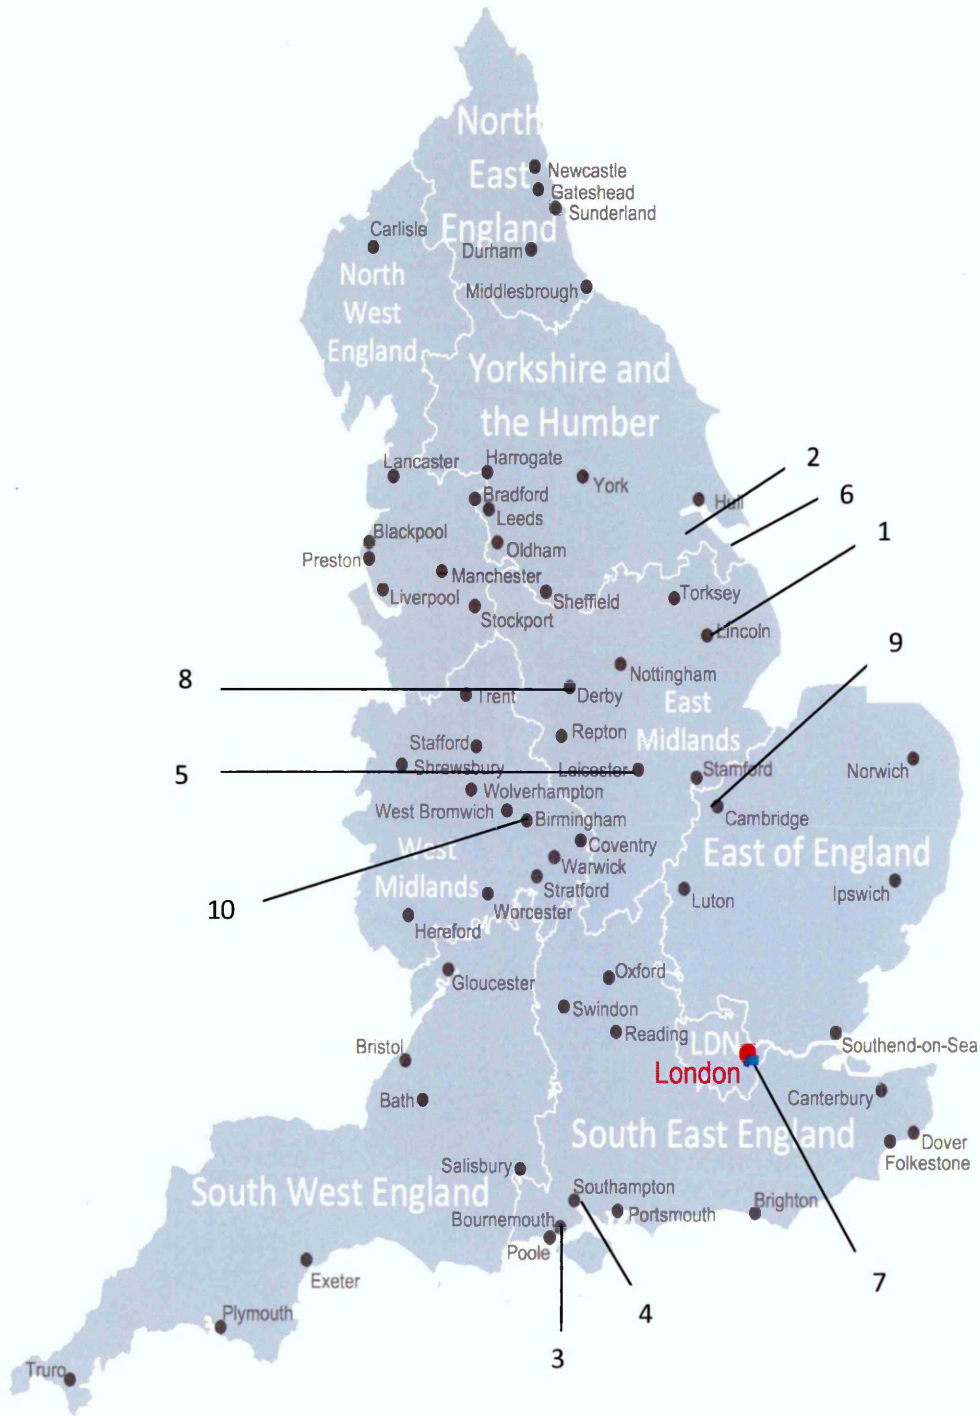 North
East
England
Newcastle
Gateshead
Sunderland
Carlisle
Durham
North
West
England
Middlesbrough
Yorkshire and
the Humber
Lancaster
Harrogate
York
2
Bradford
Hull
6
Leeds
Blackpool
Oldham
1
Preston
Manchester
Liverpool
Sheffield
Torksey
Stockport
Lincoln
9
Nottingham
8
Trent
Derby
East
Midlands
Repton
Stafford
Shrewsbury
5
Leicester
Stamford
Norwich
Wolverhampton
West Bromwich
Birmingham
Cambridge
Coventry
West
Midlands
Warwick
East of England
Stratford
Luton
Ipswich
10
Worcester
Hereford
Gloucester
Oxford
Swindon
Reading
LDN
London
Southend-on-Sea
Bristol
Bath
Canterbury
South East England
Dover
Folkestone
Salisbury
South West England
Southampton
Bournemouth
Portsmouth
Brighton
Poole
Exeter
7
4
Plymouth
3
Truro